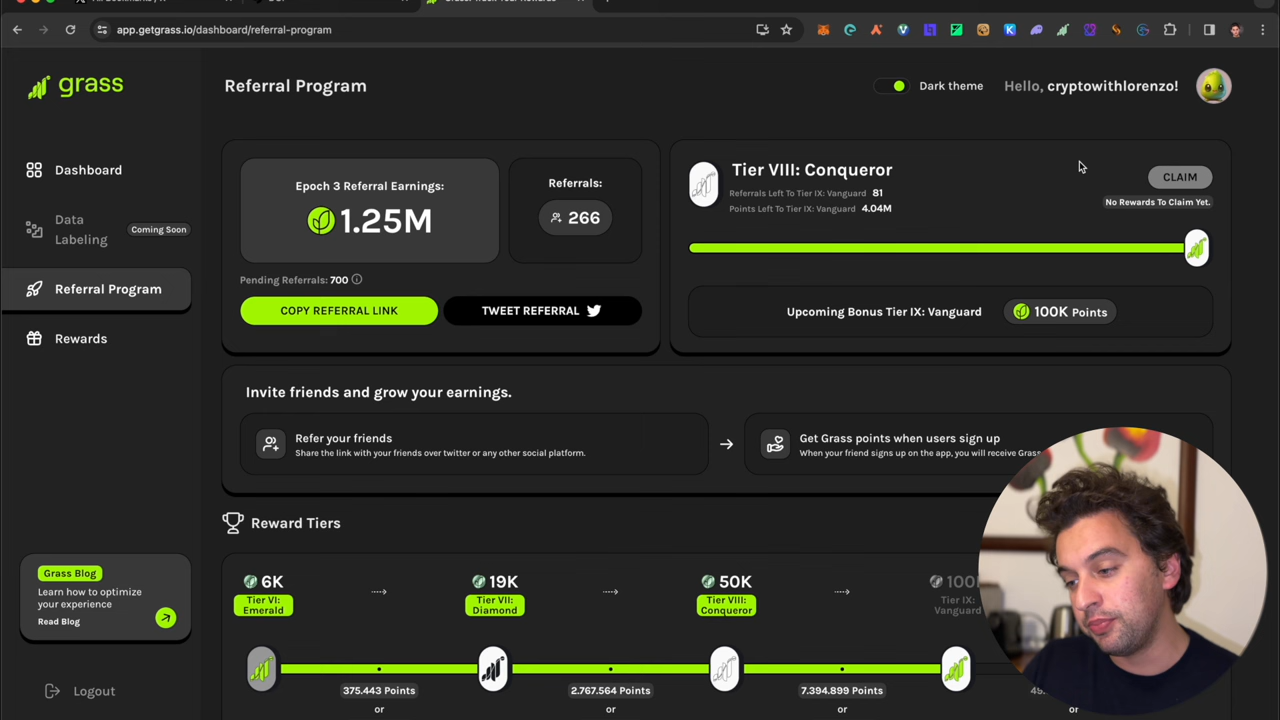 app.getgrass.io/dashboard/referral-program
grass
Referral Program
Dark theme
Hello, cryptowithlorenzo!
Dashboard
Data
Labeling
Coming Soon
Referral Program
Rewards
Epoch 3 Referral Earnings:
1.25M
Referrals:
266
Pending Referrals: 700
COPY REFERRAL LINK
TWEET REFERRAL
Tier VIII: Conqueror
Referrals Left To Tier IX: Vanguard 81
Points Left To Tier IX: Vanguard 4.04M
CLAIM
No Rewards To Claim Yet.
Upcoming Bonus Tier IX: Vanguard
100K Points
Invite friends and grow your earnings.
Refer your friends
Share the link with your friends over twitter or any other social platform.
Get Grass points when users sign up
When your friend signs up on the app, you will receive Grass
Reward Tiers
6K
Tier VI:
Emerald
19K
Tier VII:
Diamond
50K
Tier VIII:
Conqueror
100K
Tier IX:
Vanguard
375.443 Points
or
2.767.564 Points
or
7.394.899 Points
or
Grass Blog
Learn how to optimize
your experience
Read Blog
Logout